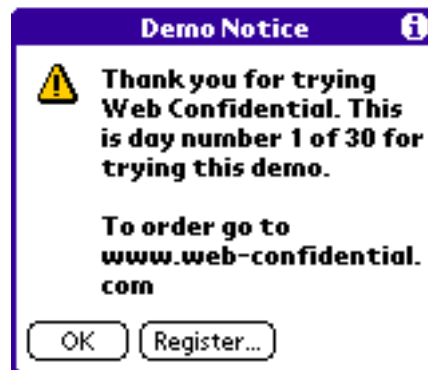 Demo Notice
Thank you for trying
Web Confidential. This
is day number 1 of 30 for
trying this demo.
To order go to
www.web-confidential.
com
OK
Register...